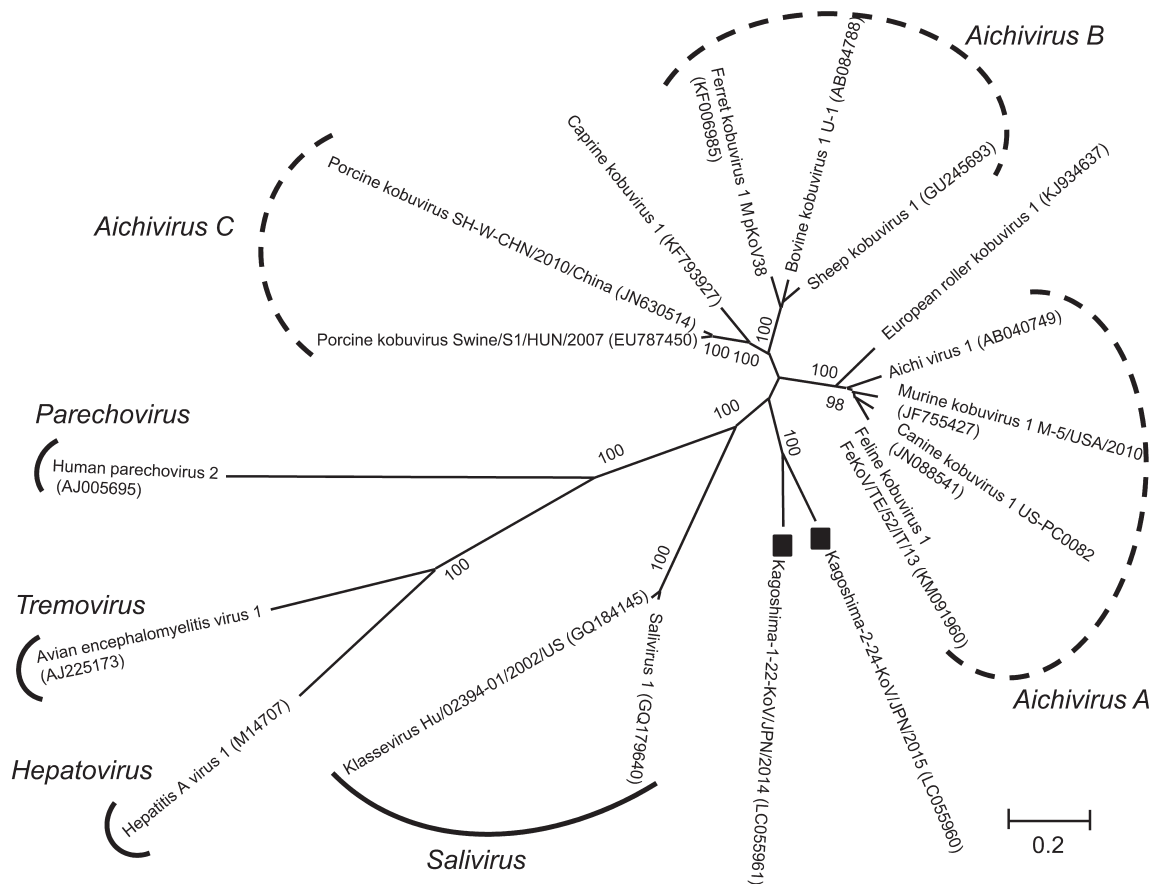 Aichivirus B
Ferret kobuvirus 1 MpKoV38
(KF006985)
Bovine kobuvirus 1 U-1 (AB084788)
Sheep kobuvirus 1 (GU245693)
Caprine kobuvirus 1 (KF793927)
European roller kobuvirus 1 (KJ934637)
Aichivirus C
Porcine kobuvirus SH-W-CHN/2010/China (JN630514)
Porcine kobuvirus Swine/S1/HUN/2007 (EU787450)
100
100
100
100
98
Aichi virus 1 (AB040749)
Murine kobuvirus 1 M-5/USA/2010
(JF755427)
Canine kobuvirus 1 US-PC0082
(JN088541)
Feline kobuvirus 1
FeKoV/TE/52/IT/13 (KM091960)
Aichivirus A
Parechovirus
Human parechovirus 2
(AJ005695)
100
100
100
100
100
Tremovirus
Avian encephalomyelitis virus 1
(AJ225173)
Hepatovirus
Hepatitis A virus 1 (M14707)
Klassevirus Hu/02394-01/2002/US (GQ184145)
Salivirus 1 (GQ179640)
Salivirus
Kagoshima-1-22-KoV/JPN/2014 (LC055961)
Kagoshima-2-24-KoV/JPN/2015 (LC055960)
0.2